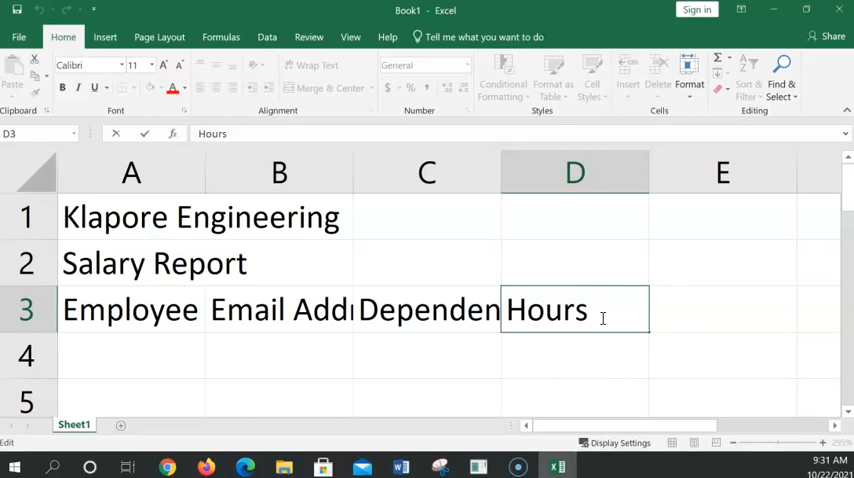 Book1 - Excel
Sign in
File Home Insert Page Layout Formulas Data Review View Help Tell me what you want to do Share
Calibri 11 A A Wrap Text General
Paste B I U A Merge & Center $ % Conditional Formatting Format as Table Cell Styles Insert Delete Format Sort & Filter Find & Select
Clipboard Font Alignment Number Styles Cells Editing
D3 fx Hours
A B C D E
1 Klapore Engineering
2 Salary Report
3 Employee Email Addr Dependen Hours
4
5
Sheet1
Edit Display Settings 295%
9:31 AM
10/22/2021